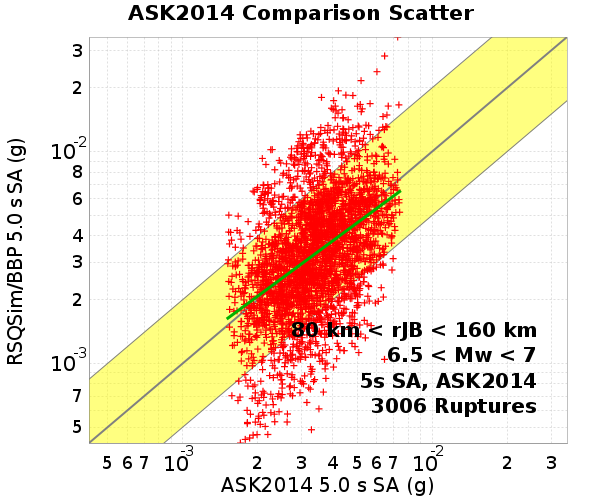 ASK2014 Comparison Scatter
3
2
10-2
8
6
4
3
2
10-3
7
5
RSQSim/BBP 5.0 s SA (g)
80 km < rJB < 160 km
6.5 < Mw < 7
5s SA, ASK2014
3006 Ruptures
5 6 7 10-3 2 3 4 5 6 7 10-2 2 3
ASK2014 5.0 s SA (g)